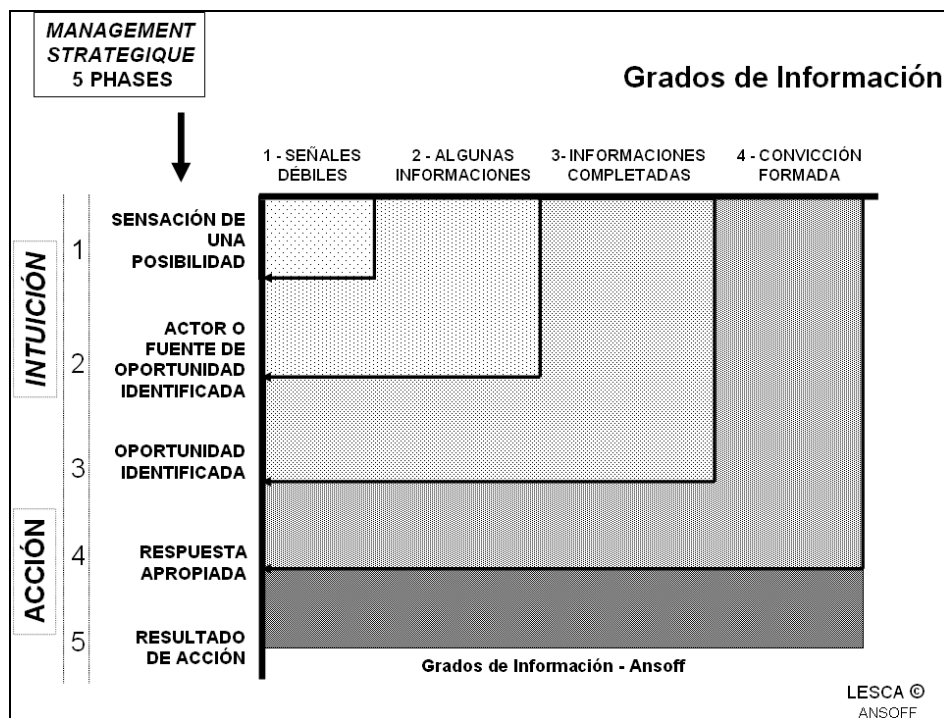 MANAGEMENT
STRATEGIQUE
5 PHASES
Grados de Información
1 - SEÑALES
DÉBILES
2 - ALGUNAS
INFORMACIONES
3- INFORMACIONES
COMPLETADAS
4 - CONVICCIÓN
FORMADA
INTUICIÓN
1
SENSACIÓN DE
UNA
POSIBILIDAD
2
ACTOR O
FUENTE DE
OPORTUNIDAD
IDENTIFICADA
3
OPORTUNIDAD
IDENTIFICADA
ACCIÓN
4
RESPUESTA
APROPIADA
5
RESULTADO
DE ACCIÓN
Grados de Información - Ansoff
LESCA ©
ANSOFF